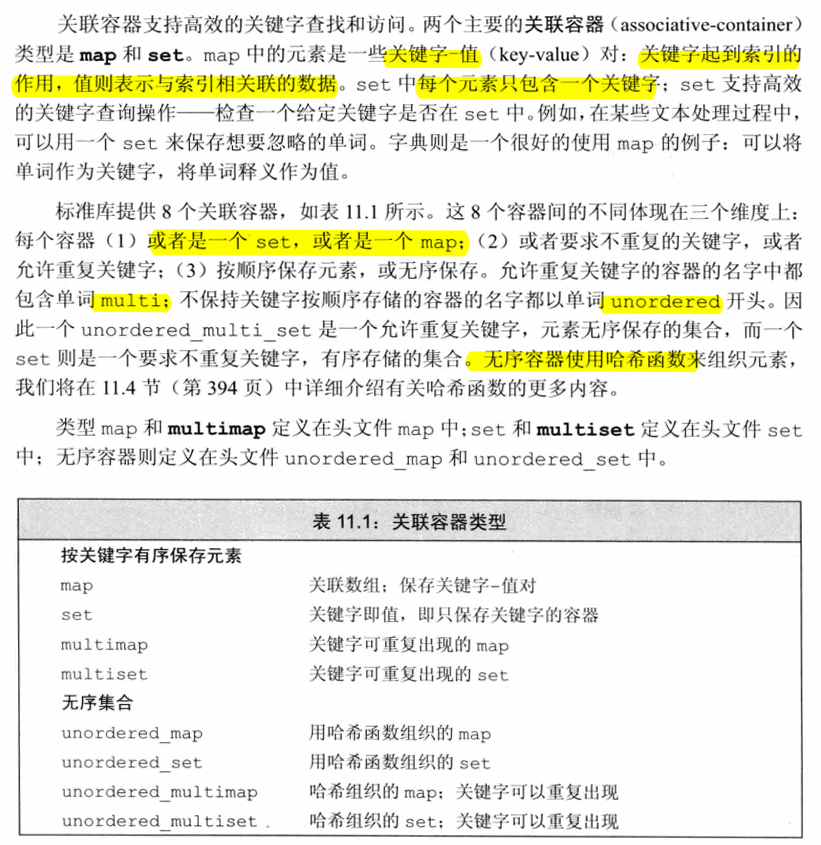 关联容器支持高效的关键字查找和访问。两个主要的关联容器（associative-container）
类型是 map 和 set。map 中的元素是一些关键字-值（key-value）对：关键字起到索引的
作用，值则表示与索引相关联的数据。set 中每个元素只包含一个关键字；set 支持高效
的关键字查询操作——检查一个给定关键字是否在 set 中。例如，在某些文本处理过程中，
可以用一个 set 来保存想要忽略的单词。字典则是一个很好的使用 map 的例子：可以将
单词作为关键字，将单词释义作为值。
标准库提供 8 个关联容器，如表 11.1 所示。这 8 个容器间的不同体现在三个维度上：
每个容器（1）或者是一个 set，或者是一个 map；（2）或者要求不重复的关键字，或者
允许重复关键字；（3）按顺序保存元素，或无序保存。允许重复关键字的容器的名字中都
包含单词 multi；不保持关键字按顺序存储的容器的名字都以单词 unordered 开头。因
此一个 unordered_multi_set 是一个允许重复关键字，元素无序保存的集合，而一个
set 则是一个要求不重复关键字，有序存储的集合。无序容器使用哈希函数来组织元素，
我们将在 11.4 节（第 394 页）中详细介绍有关哈希函数的更多内容。
类型 map 和 multimap 定义在头文件 map 中；set 和 multiset 定义在头文件 set
中；无序容器则定义在头文件 unordered_map 和 unordered_set 中。
表 11.1：关联容器类型
按关键字有序保存元素
map 关联数组；保存关键字-值对
set 关键字即值，即只保存关键字的容器
multimap 关键字可重复出现的 map
multiset 关键字可重复出现的 set
无序集合
unordered_map 用哈希函数组织的 map
unordered_set 用哈希函数组织的 set
unordered_multimap 哈希组织的 map；关键字可以重复出现
unordered_multiset 哈希组织的 set；关键字可以重复出现